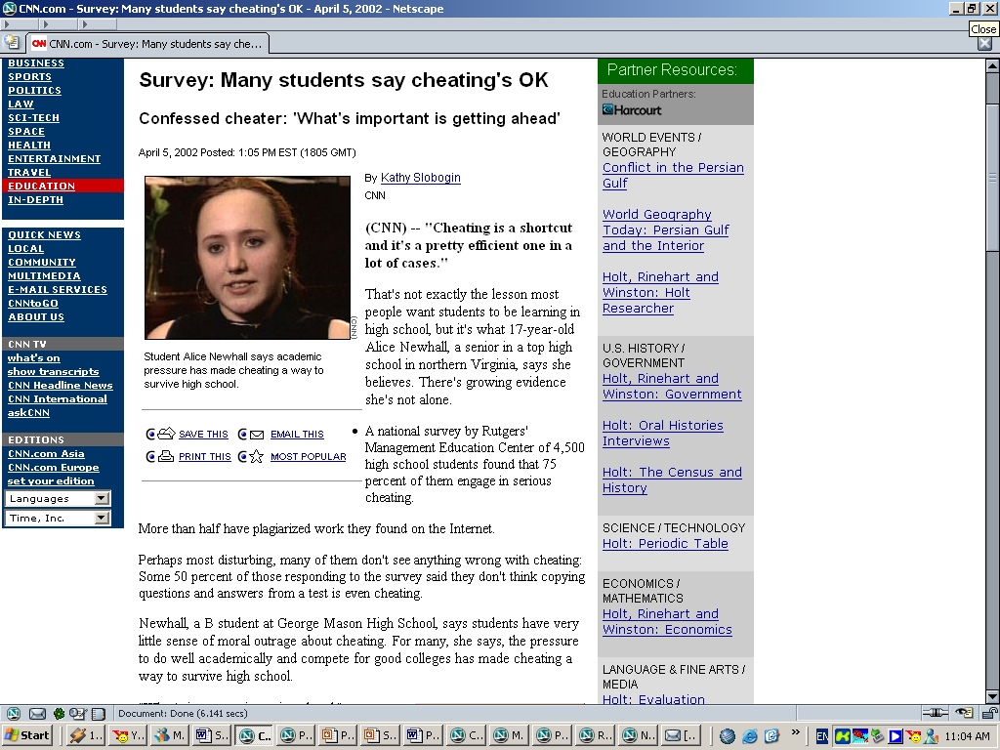 CNN.com - Survey: Many students say cheating's OK - April 5, 2002 - Netscape
Close
CNN CNN.com - Survey: Many students say che...
BUSINESS
SPORTS
POLITICS
LAW
SCI-TECH
SPACE
HEALTH
ENTERTAINMENT
TRAVEL
EDUCATION
IN-DEPTH
QUICK NEWS
LOCAL
COMMUNITY
MULTIMEDIA
E-MAIL SERVICES
CNNtoGO
ABOUT US
CNN TV
what's on
show transcripts
CNN Headline News
CNN International
askCNN
EDITIONS
CNN.com Asia
CNN.com Europe
set your edition
Languages
Time, Inc.
Survey: Many students say cheating's OK
Confessed cheater: 'What's important is getting ahead'
April 5, 2002 Posted: 1:05 PM EST (1805 GMT)
(CNN)
Student Alice Newhall says academic
pressure has made cheating a way to
survive high school.
SAVE THIS EMAIL THIS
PRINT THIS MOST POPULAR
By Kathy Slobogin
CNN
(CNN) -- "Cheating is a shortcut
and it's a pretty efficient one in a
lot of cases."
That's not exactly the lesson most
people want students to be learning in
high school, but it's what 17-year-old
Alice Newhall, a senior in a top high
school in northern Virginia, says she
believes. There's growing evidence
she's not alone.
• A national survey by Rutgers'
Management Education Center of 4,500
high school students found that 75
percent of them engage in serious
cheating.
More than half have plagiarized work they found on the Internet.
Perhaps most disturbing, many of them don't see anything wrong with cheating:
Some 50 percent of those responding to the survey said they don't think copying
questions and answers from a test is even cheating.
Newhall, a B student at George Mason High School, says students have very
little sense of moral outrage about cheating. For many, she says, the pressure
to do well academically and compete for good colleges has made cheating a
way to survive high school.
Partner Resources:
Education Partners:
Harcourt
WORLD EVENTS /
GEOGRAPHY
Conflict in the Persian
Gulf
World Geography
Today: Persian Gulf
and the Interior
Holt, Rinehart and
Winston: Holt
Researcher
U.S. HISTORY /
GOVERNMENT
Holt, Rinehart and
Winston: Government
Holt: Oral Histories
Interviews
Holt: The Census and
History
SCIENCE / TECHNOLOGY
Holt: Periodic Table
ECONOMICS /
MATHEMATICS
Holt, Rinehart and
Winston: Economics
LANGUAGE & FINE ARTS /
MEDIA
Holt: Evaluation
Document: Done (6.141 secs)
Start 1... Y... M... S... C... P... P... S... P... C... M... P... R... N... [... » EN 11:04 AM